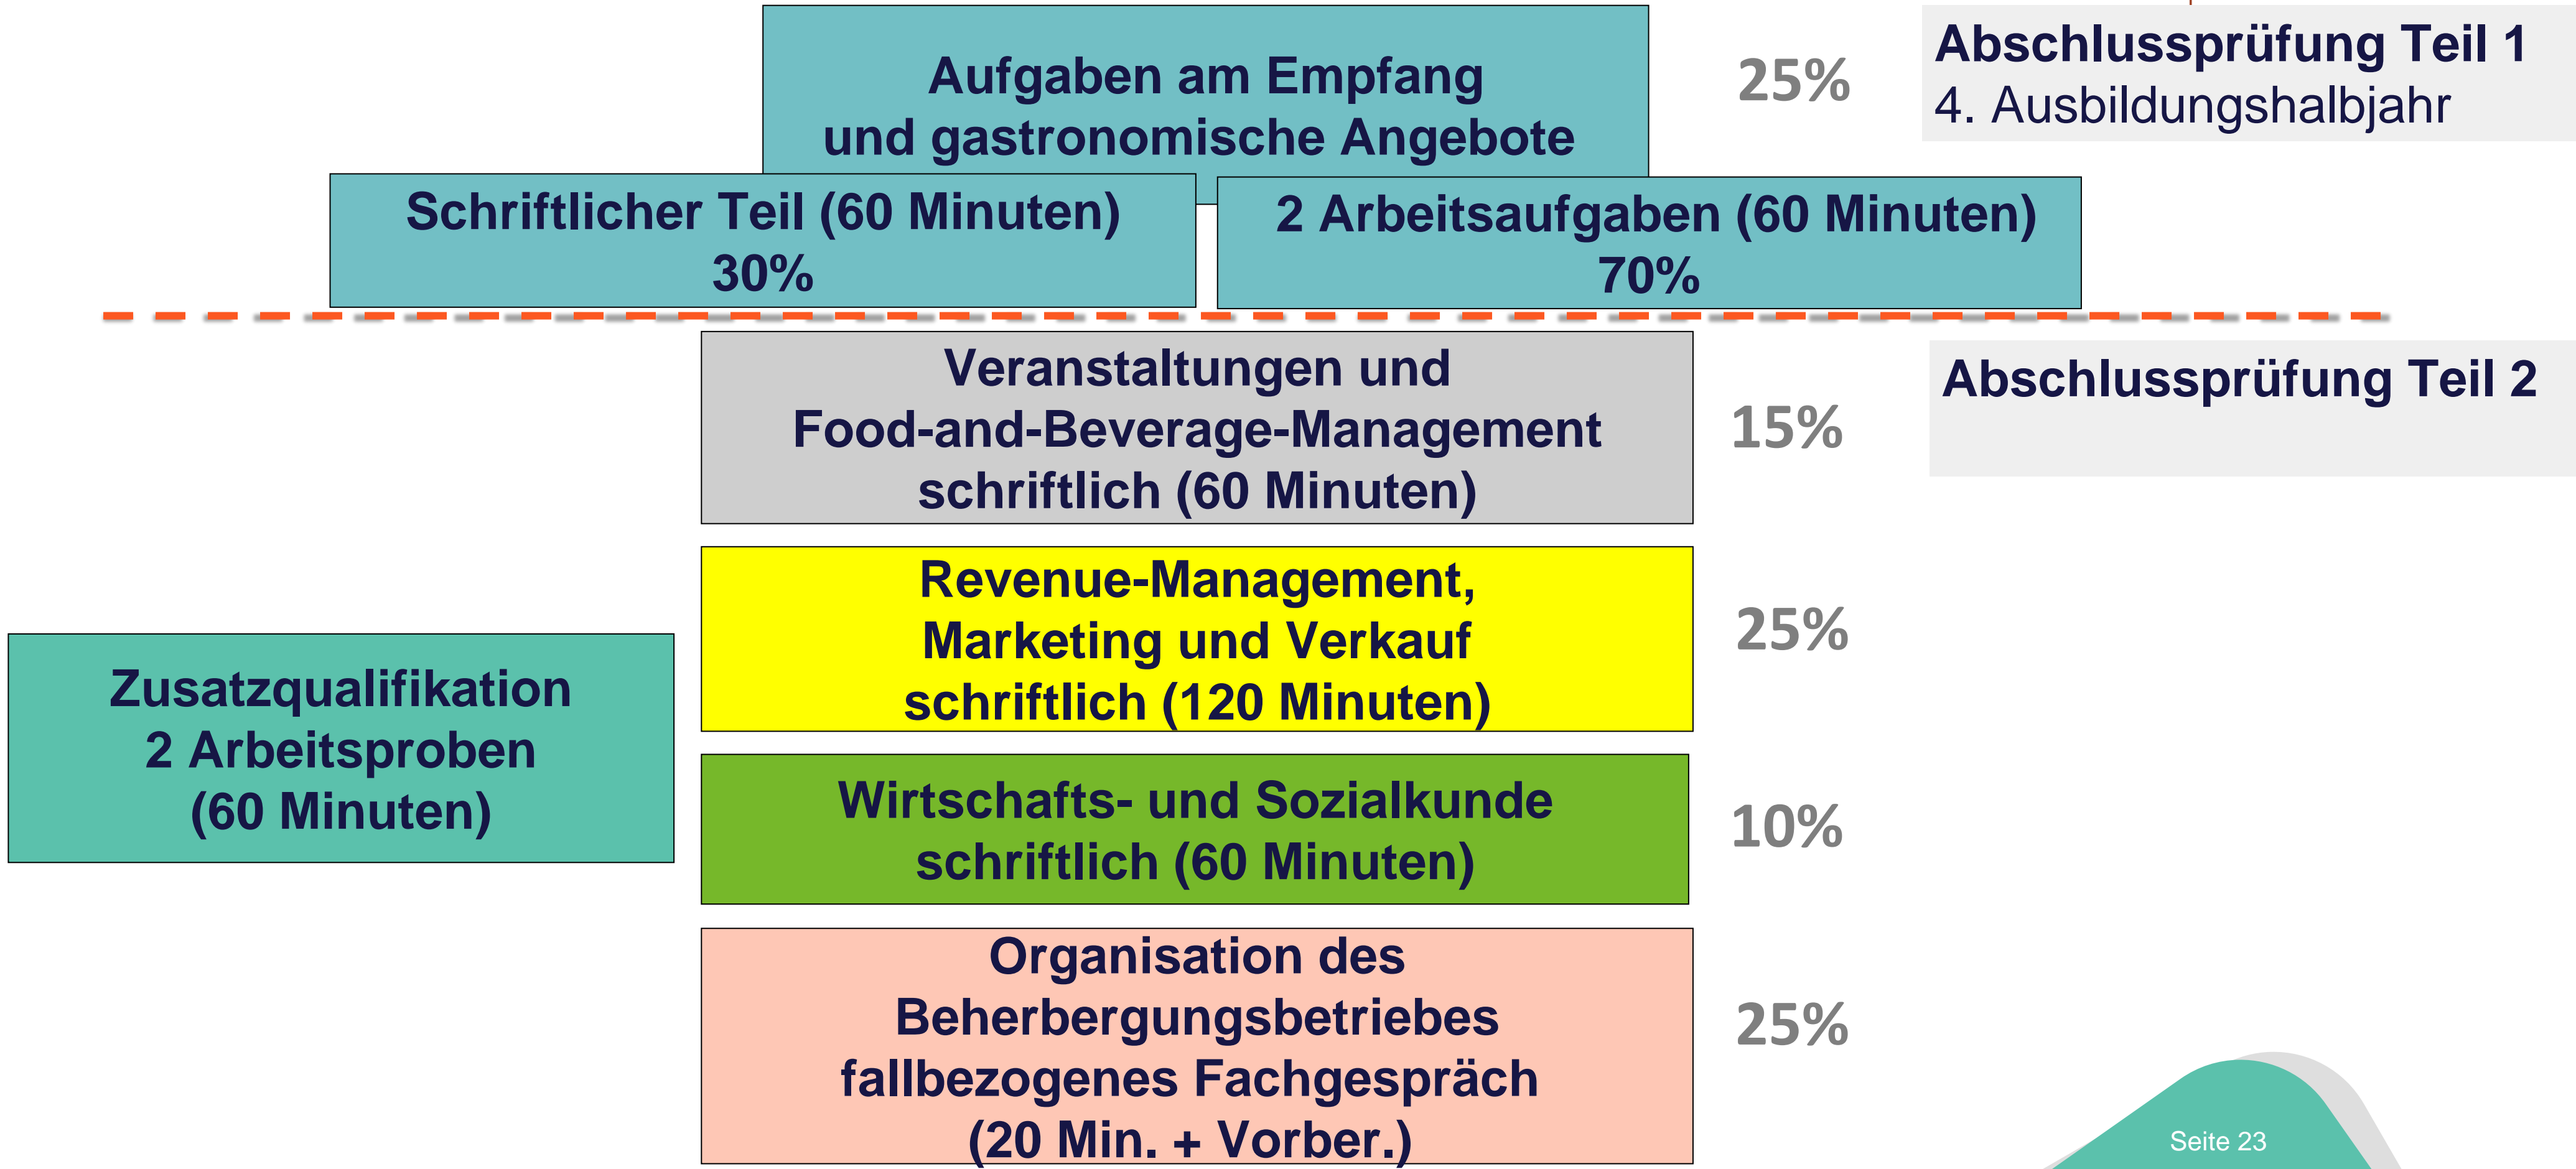 Aufgaben am Empfang
und gastronomische Angebote
25%
Abschlussprüfung Teil 1
4. Ausbildungshalbjahr
Schriftlicher Teil (60 Minuten)
30%
2 Arbeitsaufgaben (60 Minuten)
70%
Veranstaltungen und
Food-and-Beverage-Management
schriftlich (60 Minuten)
15%
Abschlussprüfung Teil 2
Revenue-Management,
Marketing und Verkauf
schriftlich (120 Minuten)
25%
Zusatzqualifikation
2 Arbeitsproben
(60 Minuten)
Wirtschafts- und Sozialkunde
schriftlich (60 Minuten)
10%
Organisation des
Beherbergungsbetriebes
fallbezogenes Fachgespräch
(20 Min. + Vorber.)
25%
Seite 23